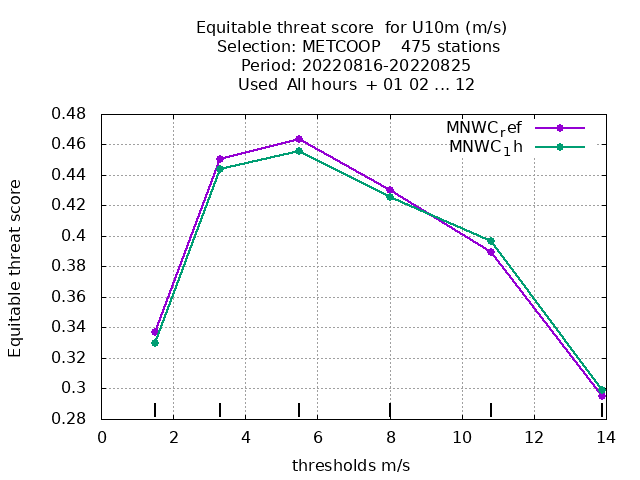 Equitable threat score  for U10m (m/s)
Selection: METCOOP    475 stations
Period: 20220816-20220825
Used  All hours  + 01 02 ... 12
MNWC_ref
MNWC_1h
Equitable threat score
0.48
0.46
0.44
0.42
0.4
0.38
0.36
0.34
0.32
0.3
0.28
0 2 4 6 8 10 12 14
thresholds m/s